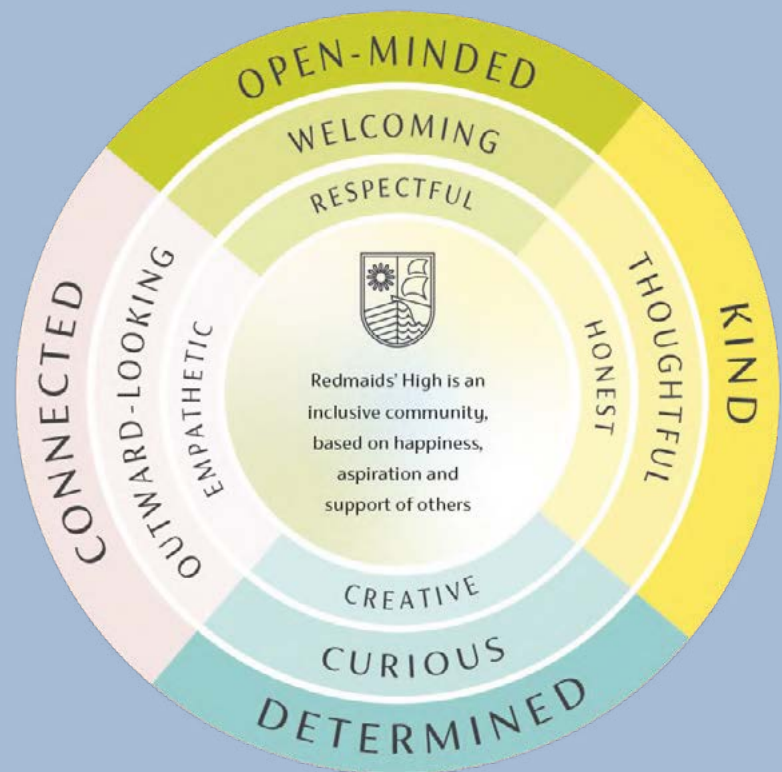 OPEN-MINDED
WELCOMING
RESPECTFUL
KIND
THOUGHTFUL
HONEST
CONNECTED
OUTWARD-LOOKING
EMPATHETIC
Redmaids' High is an
inclusive community,
based on happiness,
aspiration and
support of others
CREATIVE
CURIOUS
DETERMINED